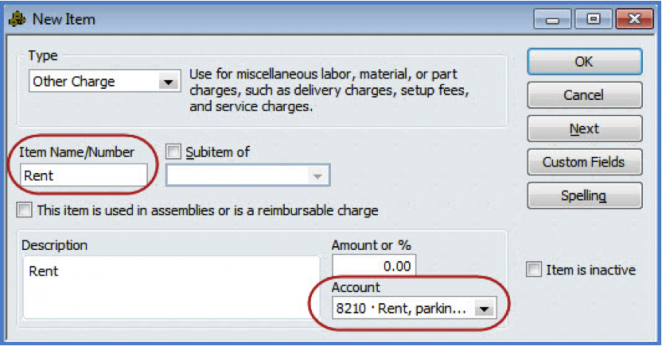 New Item
Type
Other Charge
Use for miscellaneous labor, material, or part
charges, such as delivery charges, setup fees,
and service charges.
OK
Cancel
Next
Custom Fields
Spelling
Item Name/Number
Subitem of
Rent
This item is used in assemblies or is a reimbursable charge
Description
Amount or %
Rent
0.00
Account
8210 · Rent, parkin...
Item is inactive